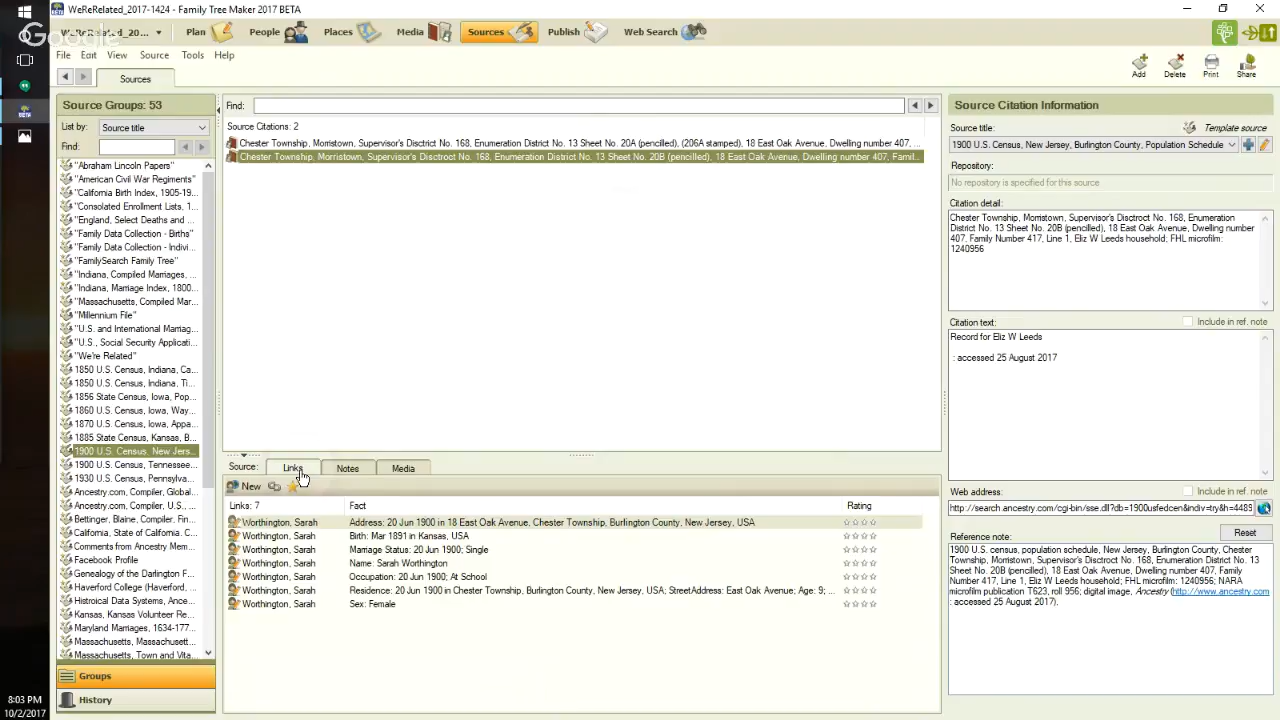 WeReRelated_2017-1424 - Family Tree Maker 2017 BETA
Google
WeReRelated_20...
Plan
People
Places
Media
Sources
Publish
Web Search
File Edit View Source Tools Help
Sources
Add
Delete
Print
Share
Source Groups: 53
List by: Source title
Find:
"Abraham Lincoln Papers"
"American Civil War Regiments"
"California Birth Index, 1905-19...
"Consolidated Enrollment Lists, 1...
"England, Select Deaths and ...
"Family Data Collection - Births"
"Family Data Collection - Indivi...
"FamilySearch Family Tree"
"Indiana, Compiled Marriages, ...
"Indiana, Marriage Index, 1800...
"Massachusetts, Compiled Mar...
"Millennium File"
"U.S. and International Marriag...
"U.S., Social Security Applicati...
"We're Related"
1850 U.S. Census, Indiana, Ca...
1850 U.S. Census, Indiana, Ti...
1856 State Census, Iowa, Pop...
1860 U.S. Census, Iowa, Way...
1870 U.S. Census, Iowa, Appa...
1885 State Census, Kansas, B...
1900 U.S. Census, New Jers...
1900 U.S. Census, Tennessee...
1930 U.S. Census, Pennsylva...
Ancestry.com, Compiler, Global...
Ancestry.com, Compiler, U.S., ...
Bettinger, Blaine, Compiler, Fin...
California, State of California. C...
Comments from Ancestry Mem...
Facebook Profile
Genealogy of the Darlington F...
Haverford College (Haverford, ...
Histroical Data Systems, Ance...
Kansas, Kansas Volunteer Re...
Maryland Marriages, 1634-177...
Massachusetts, Massachusett...
Massachusetts, Town and Vita...
Groups
History
Find:
Source Citations: 2
Chester Township, Morristown, Supervisor's Disctrict No. 168, Enumeration District No. 13 Sheet No. 20A (pencilled), (206A stamped), 18 East Oak Avenue, Dwelling number 407, ...
Chester Township, Morristown, Supervisor's Disctroct No. 168, Enumeration District No. 13 Sheet No. 20B (pencilled), 18 East Oak Avenue, Dwelling number 407, Famil...
Source: Links Notes Media
New
Links: 7 Fact Rating
Worthington, Sarah Address: 20 Jun 1900 in 18 East Oak Avenue, Chester Township, Burlington County, New Jersey, USA
Worthington, Sarah Birth: Mar 1891 in Kansas, USA
Worthington, Sarah Marriage Status: 20 Jun 1900; Single
Worthington, Sarah Name: Sarah Worthington
Worthington, Sarah Occupation: 20 Jun 1900; At School
Worthington, Sarah Residence: 20 Jun 1900 in Chester Township, Burlington County, New Jersey, USA; StreetAddress: East Oak Avenue; Age: 9; ...
Worthington, Sarah Sex: Female
Source Citation Information
Source title: Template source
1900 U.S. Census, New Jersey, Burlington County, Population Schedule
Repository:
No repository is specified for this source
Citation detail:
Chester Township, Morristown, Supervisor's Disctroct No. 168, Enumeration
District No. 13 Sheet No. 20B (pencilled), 18 East Oak Avenue, Dwelling number
407, Family Number 417, Line 1, Eliz W Leeds household; FHL microfilm:
1240956
Citation text: Include in ref. note
Record for Eliz W Leeds
: accessed 25 August 2017
Web address: Include in ref. note
http://search.ancestry.com/cgi-bin/sse.dll?db=1900usfedcen&indiv=try&h=4489
Reset
Reference note:
1900 U.S. census, population schedule, New Jersey, Burlington County, Chester
Township, Morristown, Supervisor's Disctroct No. 168, Enumeration District No. 13
Sheet No. 20B (pencilled), 18 East Oak Avenue, Dwelling number 407, Family
Number 417, Line 1, Eliz W Leeds household; FHL microfilm: 1240956; NARA
microfilm publication T623, roll 956; digital image, Ancestry (http://www.ancestry.com
: accessed 25 August 2017).
8:03 PM
10/2/2017